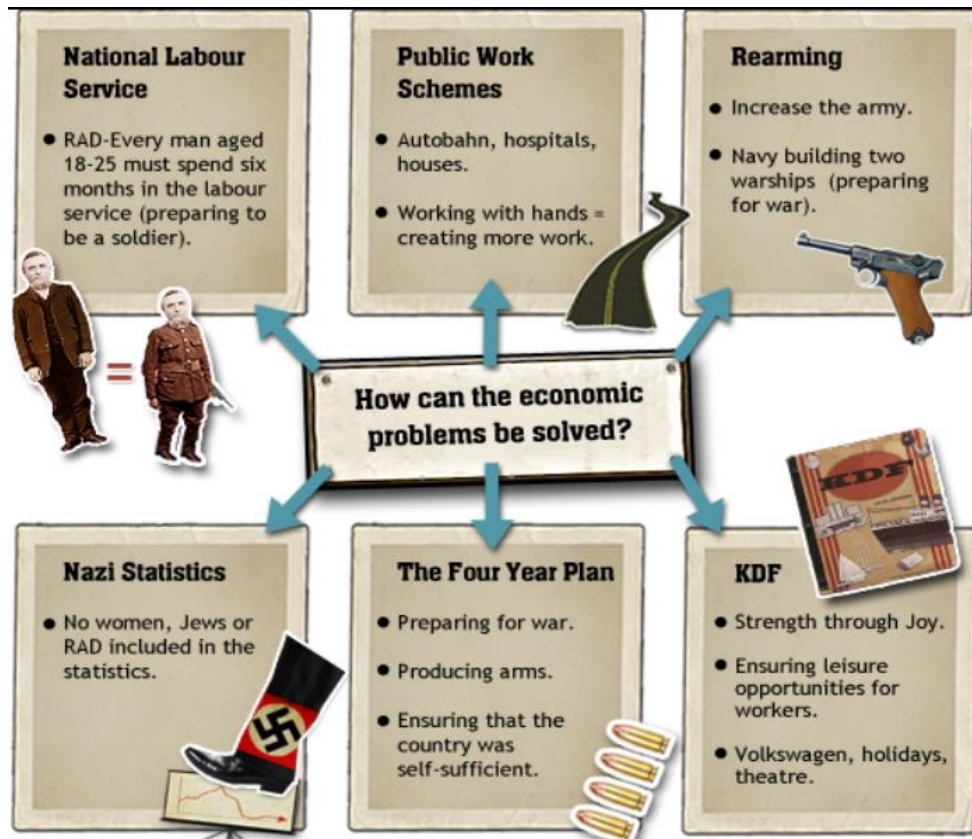 National Labour
Service
● RAD-Every man aged
18-25 must spend six
months in the labour
service (preparing to
be a soldier).
=
Public Work
Schemes
● Autobahn, hospitals,
houses.
● Working with hands =
creating more work.
Rearming
● Increase the army.
● Navy building two
warships (preparing
for war).
How can the economic
problems be solved?
Nazi Statistics
● No women, Jews or
RAD included in the
statistics.
The Four Year Plan
● Preparing for war.
● Producing arms.
● Ensuring that the
country was
self-sufficient.
KDF
KDF
● Strength through Joy.
● Ensuring leisure
opportunities for
workers.
● Volkswagen, holidays,
theatre.